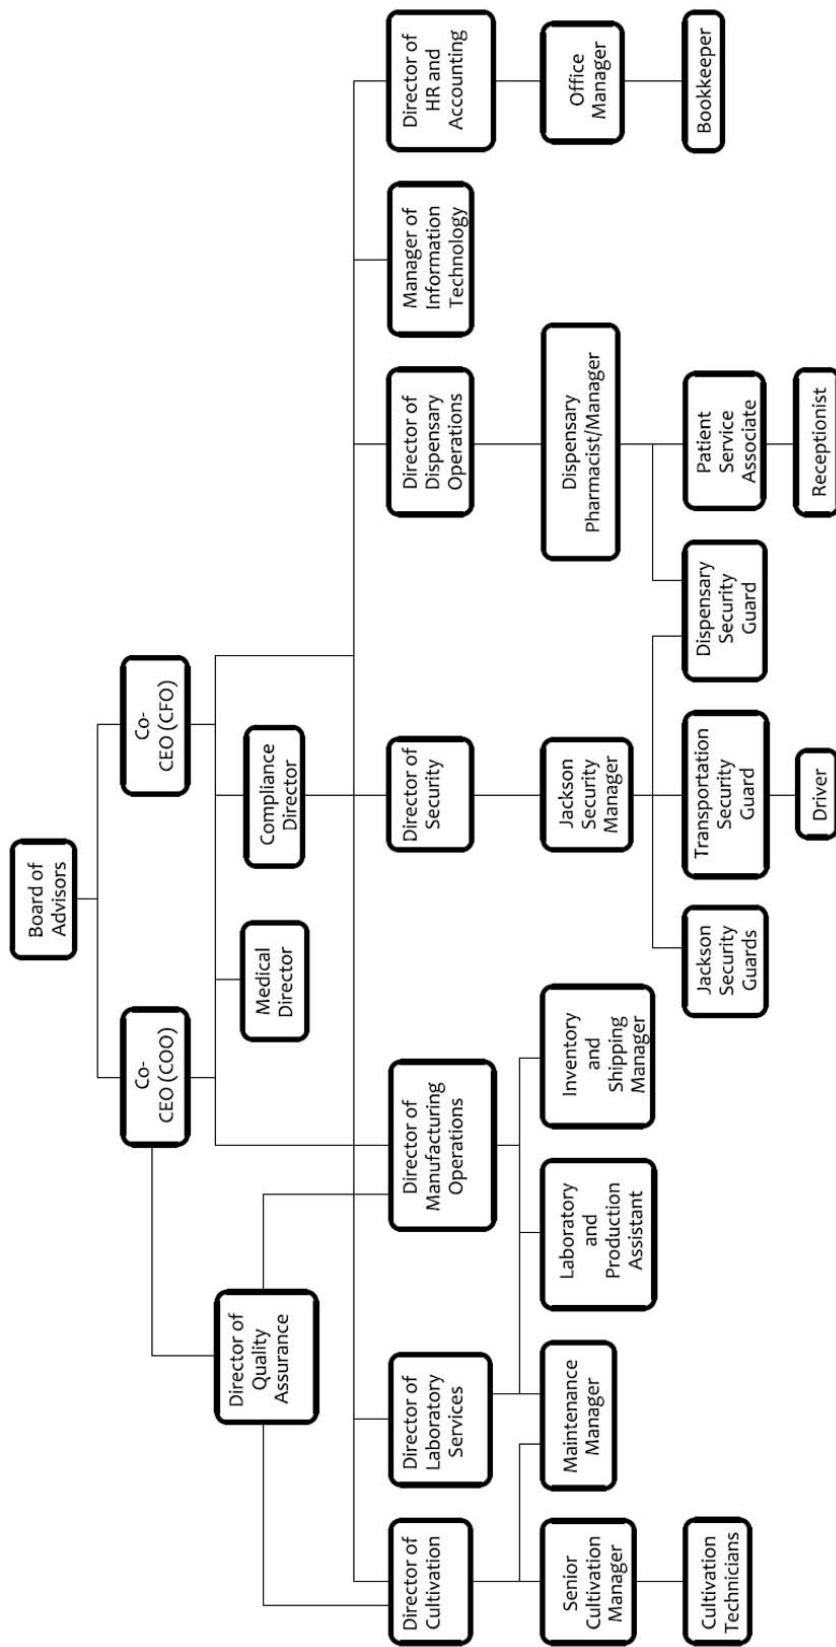 Board of
Advisors
Co-
CEO (COO)
Co-
CEO (CFO)
Director of
Quality
Assurance
Medical
Director
Compliance
Director
Director of
Cultivation
Director of
Laboratory
Services
Director of
Manufacturing
Operations
Director of
Security
Director of
Dispensary
Operations
Manager of
Information
Technology
Director of
HR and
Accounting
Senior
Cultivation
Manager
Maintenance
Manager
Laboratory
and
Production
Assistant
Inventory
and
Shipping
Manager
Jackson
Security
Manager
Dispensary
Pharmacist/Manager
Office
Manager
Cultivation
Technicians
Jackson
Security
Guards
Transportation
Security
Guard
Dispensary
Security
Guard
Patient
Service
Associate
Bookkeeper
Driver
Receptionist